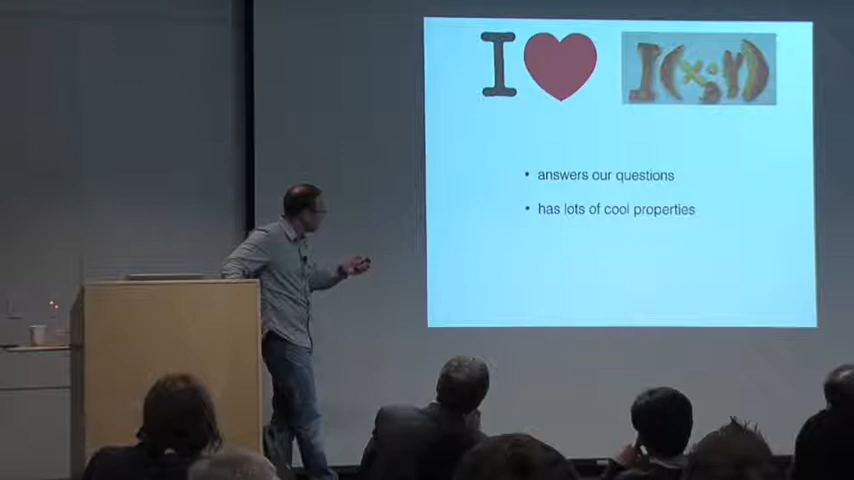 I ♥ I(X;Y)
• answers our questions
• has lots of cool properties